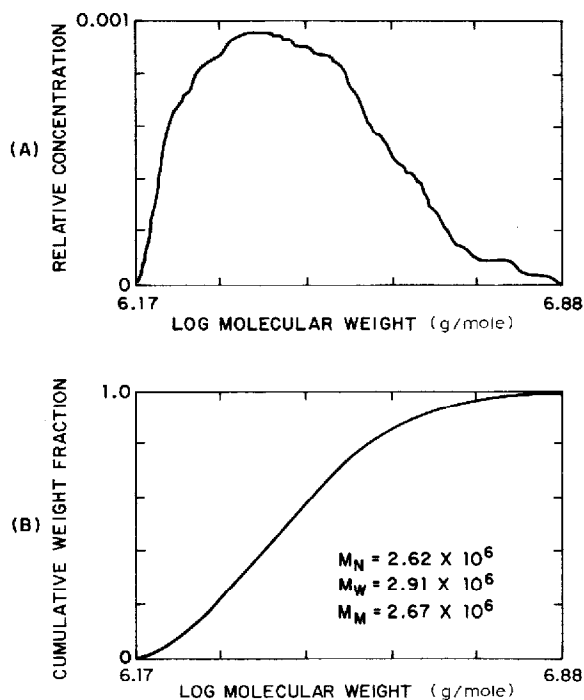 0.001
(A)
RELATIVE CONCENTRATION
0
6.17
6.88
LOG MOLECULAR WEIGHT (g/mole)
1.0
(B)
CUMULATIVE WEIGHT FRACTION
M_N = 2.62 X 10^6
M_W = 2.91 X 10^6
M_M = 2.67 X 10^6
0
6.17
6.88
LOG MOLECULAR WEIGHT (g/mole)